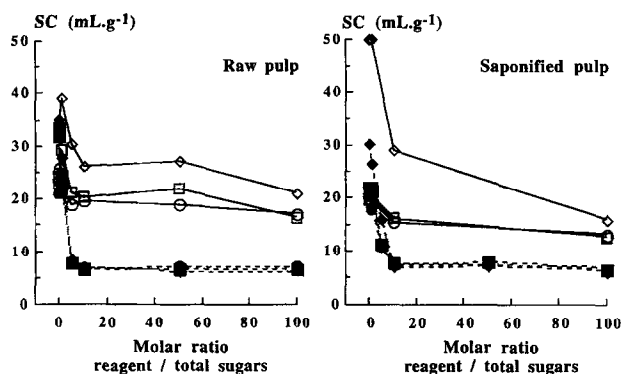 SC (mL.g-1)
50
40
30
20
10
0
Raw pulp
0 20 40 60 80 100
Molar ratio
reagent / total sugars
SC (mL.g-1)
50
40
30
20
10
0
Saponified pulp
0 20 40 60 80 100
Molar ratio
reagent / total sugars